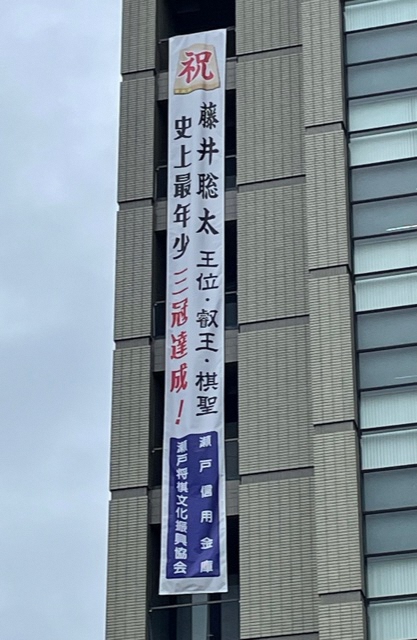 祝
藤井聡太 王位・叡王・棋聖
史上最年少 三冠達成！
瀬戸信用金庫
瀬戸将棋文化振興協会